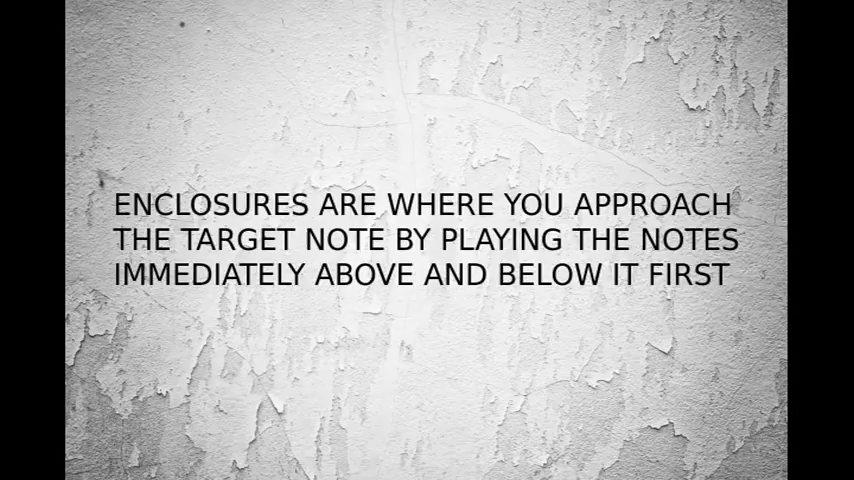 ENCLOSURES ARE WHERE YOU APPROACH
THE TARGET NOTE BY PLAYING THE NOTES
IMMEDIATELY ABOVE AND BELOW IT FIRST